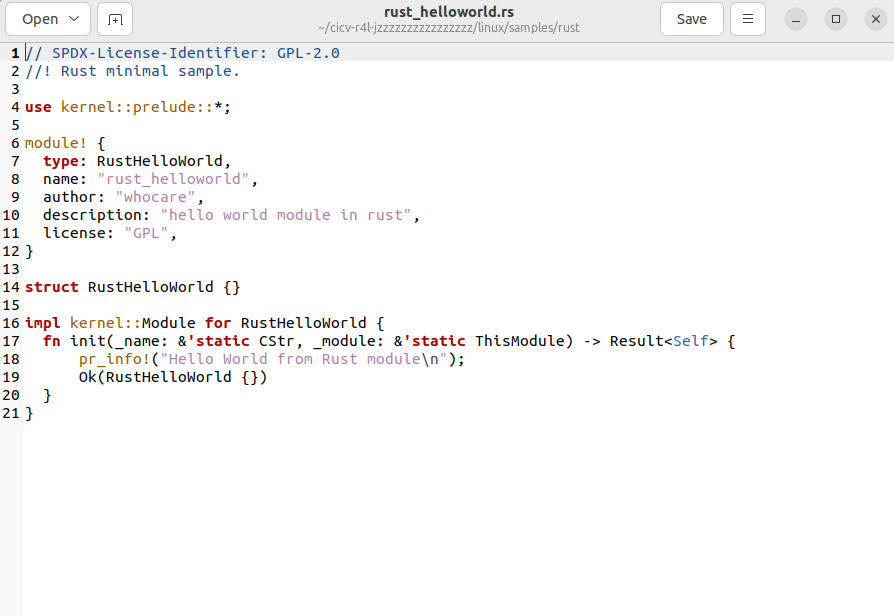 Open
rust_helloworld.rs
~/cicv-r4l-jzzzzzzzzzzzzzzzz/linux/samples/rust
Save
1 // SPDX-License-Identifier: GPL-2.0
2 //! Rust minimal sample.
3
4 use kernel::prelude::*;
5
6 module! {
7   type: RustHelloWorld,
8   name: "rust_helloworld",
9   author: "whocare",
10   description: "hello world module in rust",
11   license: "GPL",
12 }
13
14 struct RustHelloWorld {}
15
16 impl kernel::Module for RustHelloWorld {
17   fn init(_name: &'static CStr, _module: &'static ThisModule) -> Result<Self> {
18       pr_info!("Hello World from Rust module\n");
19       Ok(RustHelloWorld {})
20   }
21 }